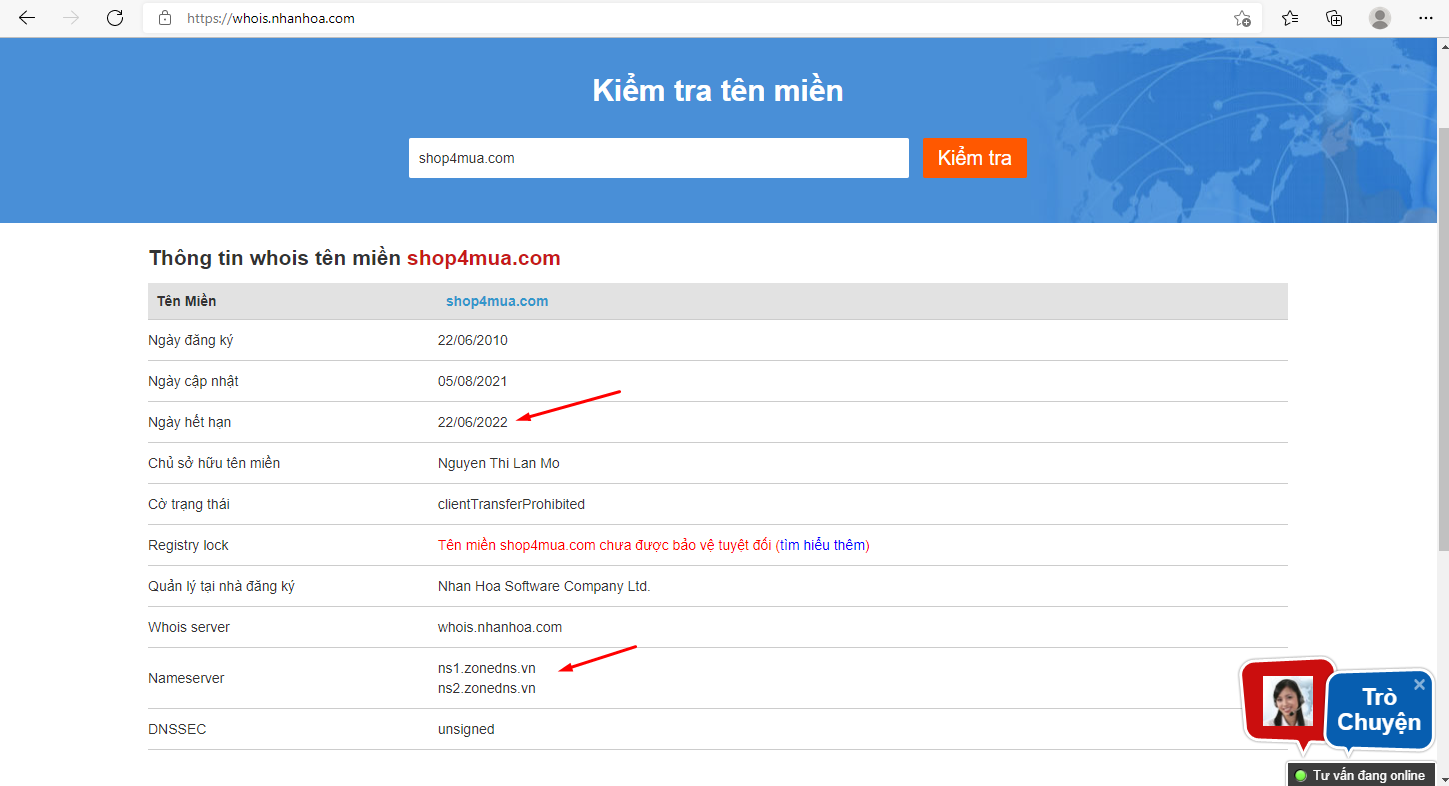 https://whois.nhanhoa.com
Kiểm tra tên miền
shop4mua.com Kiểm tra
Thông tin whois tên miền shop4mua.com
Tên Miền shop4mua.com
Ngày đăng ký 22/06/2010
Ngày cập nhật 05/08/2021
Ngày hết hạn 22/06/2022
Chủ sở hữu tên miền Nguyen Thi Lan Mo
Cờ trạng thái clientTransferProhibited
Registry lock Tên miền shop4mua.com chưa được bảo vệ tuyệt đối (tìm hiểu thêm)
Quản lý tại nhà đăng ký Nhan Hoa Software Company Ltd.
Whois server whois.nhanhoa.com
Nameserver ns1.zonedns.vn
ns2.zonedns.vn
DNSSEC unsigned
Trò
Chuyện
Tư vấn đang online